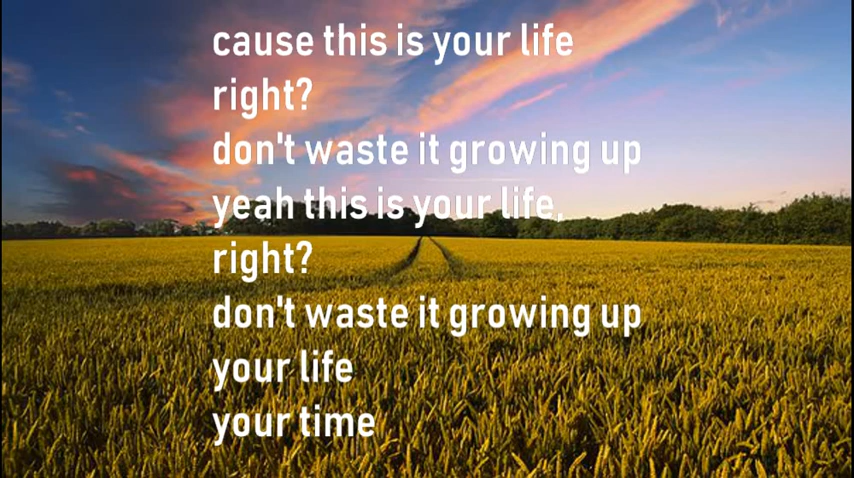 cause this is your life
right?
don't waste it growing up
yeah this is your life,
right?
don't waste it growing up
your life
your time